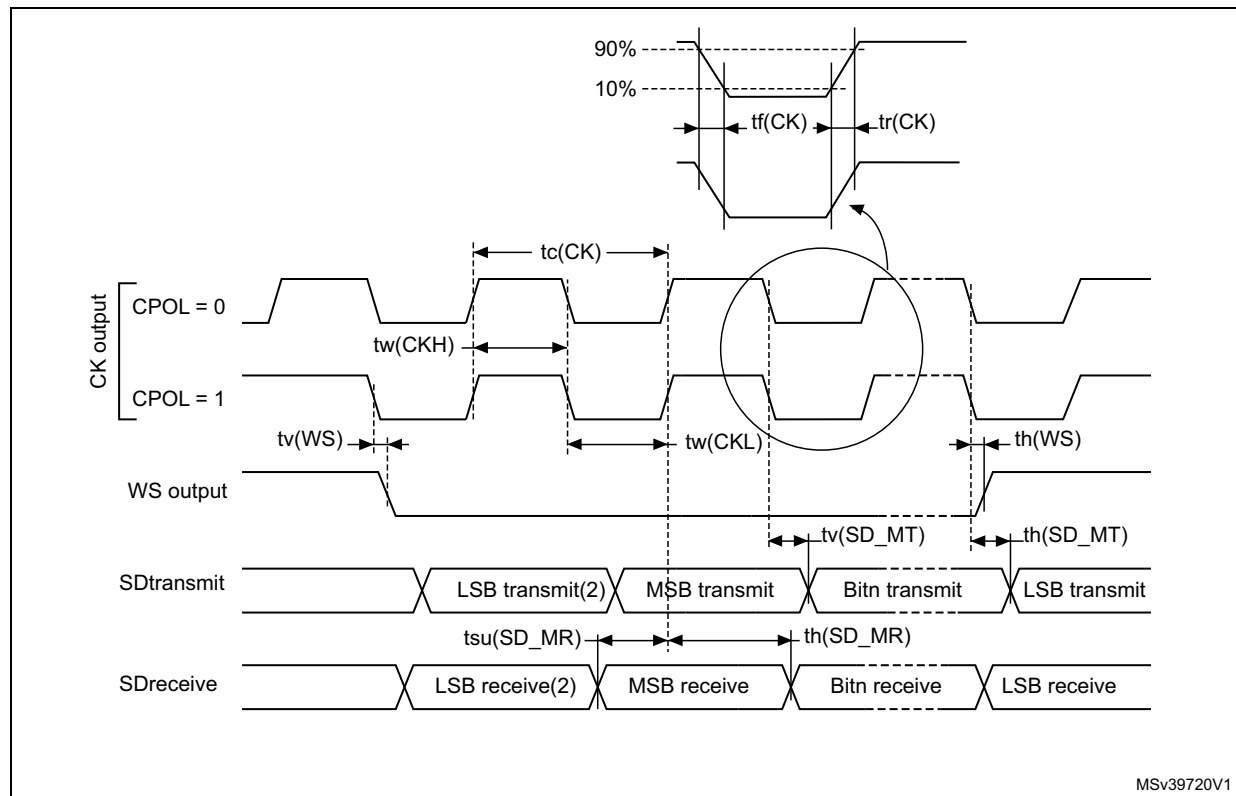 90%
10%
tf(CK)
tr(CK)
tc(CK)
CK output
CPOL = 0
tw(CKH)
CPOL = 1
tv(WS)
tw(CKL)
th(WS)
WS output
tv(SD_MT)
th(SD_MT)
SDtransmit
LSB transmit(2)
MSB transmit
Bitn transmit
LSB transmit
tsu(SD_MR)
th(SD_MR)
SDreceive
LSB receive(2)
MSB receive
Bitn receive
LSB receive
MSv39720V1